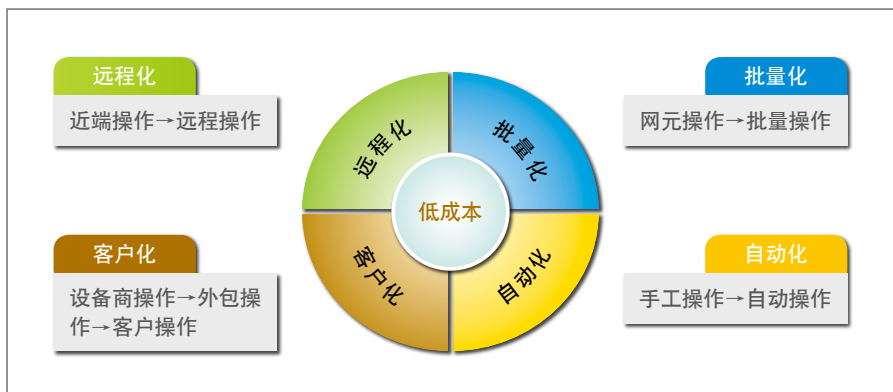 远程化
近端操作→远程操作
批量化
网元操作→批量操作
远程化
批量化
低成本
客户化
自动化
客户化
设备商操作→外包操
作→客户操作
自动化
手工操作→自动操作